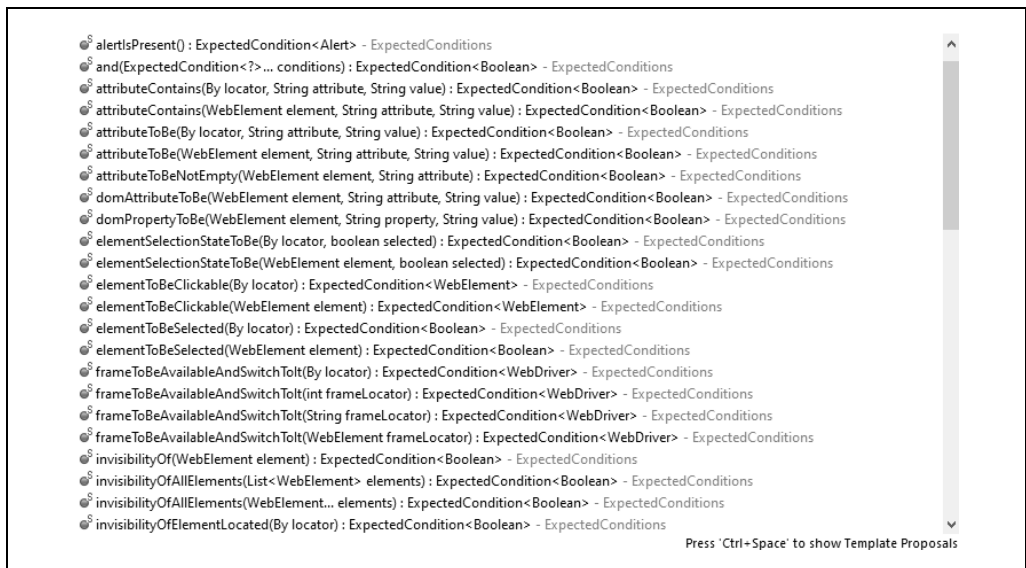 S alertIsPresent() : ExpectedCondition<Alert> - ExpectedConditions
S and(ExpectedCondition<?>... conditions) : ExpectedCondition<Boolean> - ExpectedConditions
S attributeContains(By locator, String attribute, String value) : ExpectedCondition<Boolean> - ExpectedConditions
S attributeContains(WebElement element, String attribute, String value) : ExpectedCondition<Boolean> - ExpectedConditions
S attributeToBe(By locator, String attribute, String value) : ExpectedCondition<Boolean> - ExpectedConditions
S attributeToBe(WebElement element, String attribute, String value) : ExpectedCondition<Boolean> - ExpectedConditions
S attributeToBeNotEmpty(WebElement element, String attribute) : ExpectedCondition<Boolean> - ExpectedConditions
S domAttributeToBe(WebElement element, String attribute, String value) : ExpectedCondition<Boolean> - ExpectedConditions
S domPropertyToBe(WebElement element, String property, String value) : ExpectedCondition<Boolean> - ExpectedConditions
S elementSelectionStateToBe(By locator, boolean selected) : ExpectedCondition<Boolean> - ExpectedConditions
S elementSelectionStateToBe(WebElement element, boolean selected) : ExpectedCondition<Boolean> - ExpectedConditions
S elementToBeClickable(By locator) : ExpectedCondition<WebElement> - ExpectedConditions
S elementToBeClickable(WebElement element) : ExpectedCondition<WebElement> - ExpectedConditions
S elementToBeSelected(By locator) : ExpectedCondition<Boolean> - ExpectedConditions
S elementToBeSelected(WebElement element) : ExpectedCondition<Boolean> - ExpectedConditions
S frameToBeAvailableAndSwitchToIt(By locator) : ExpectedCondition<WebDriver> - ExpectedConditions
S frameToBeAvailableAndSwitchToIt(int frameLocator) : ExpectedCondition<WebDriver> - ExpectedConditions
S frameToBeAvailableAndSwitchToIt(String frameLocator) : ExpectedCondition<WebDriver> - ExpectedConditions
S frameToBeAvailableAndSwitchToIt(WebElement frameLocator) : ExpectedCondition<WebDriver> - ExpectedConditions
S invisibilityOf(WebElement element) : ExpectedCondition<Boolean> - ExpectedConditions
S invisibilityOfAllElements(List<WebElement> elements) : ExpectedCondition<Boolean> - ExpectedConditions
S invisibilityOfAllElements(WebElement... elements) : ExpectedCondition<Boolean> - ExpectedConditions
S invisibilityOfElementLocated(By locator) : ExpectedCondition<Boolean> - ExpectedConditions
Press 'Ctrl+Space' to show Template Proposals